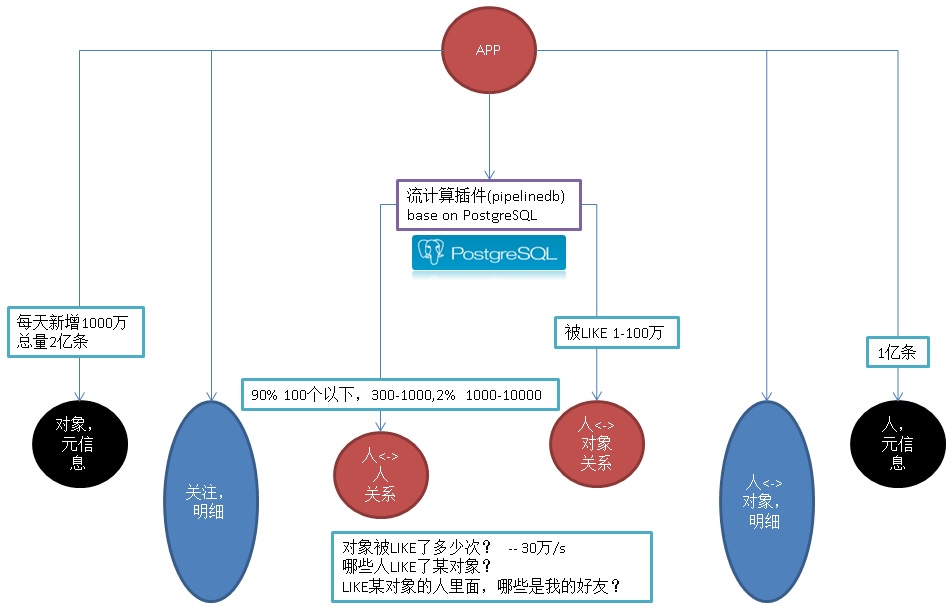 APP
流计算插件(pipelinedb)
base on PostgreSQL
PostgreSQL
每天新增1000万
总量2亿条
被LIKE 1-100万
1亿条
90% 100个以下，300-1000,2% 1000-10000
对象，
元信
息
关注，
明细
人<->
人
关系
人<->
对象
关系
人<->
对象，
明细
人，
元信
息
对象被LIKE了多少次？ -- 30万/s
哪些人LIKE了某对象？
LIKE某对象的人里面，哪些是我的好友？